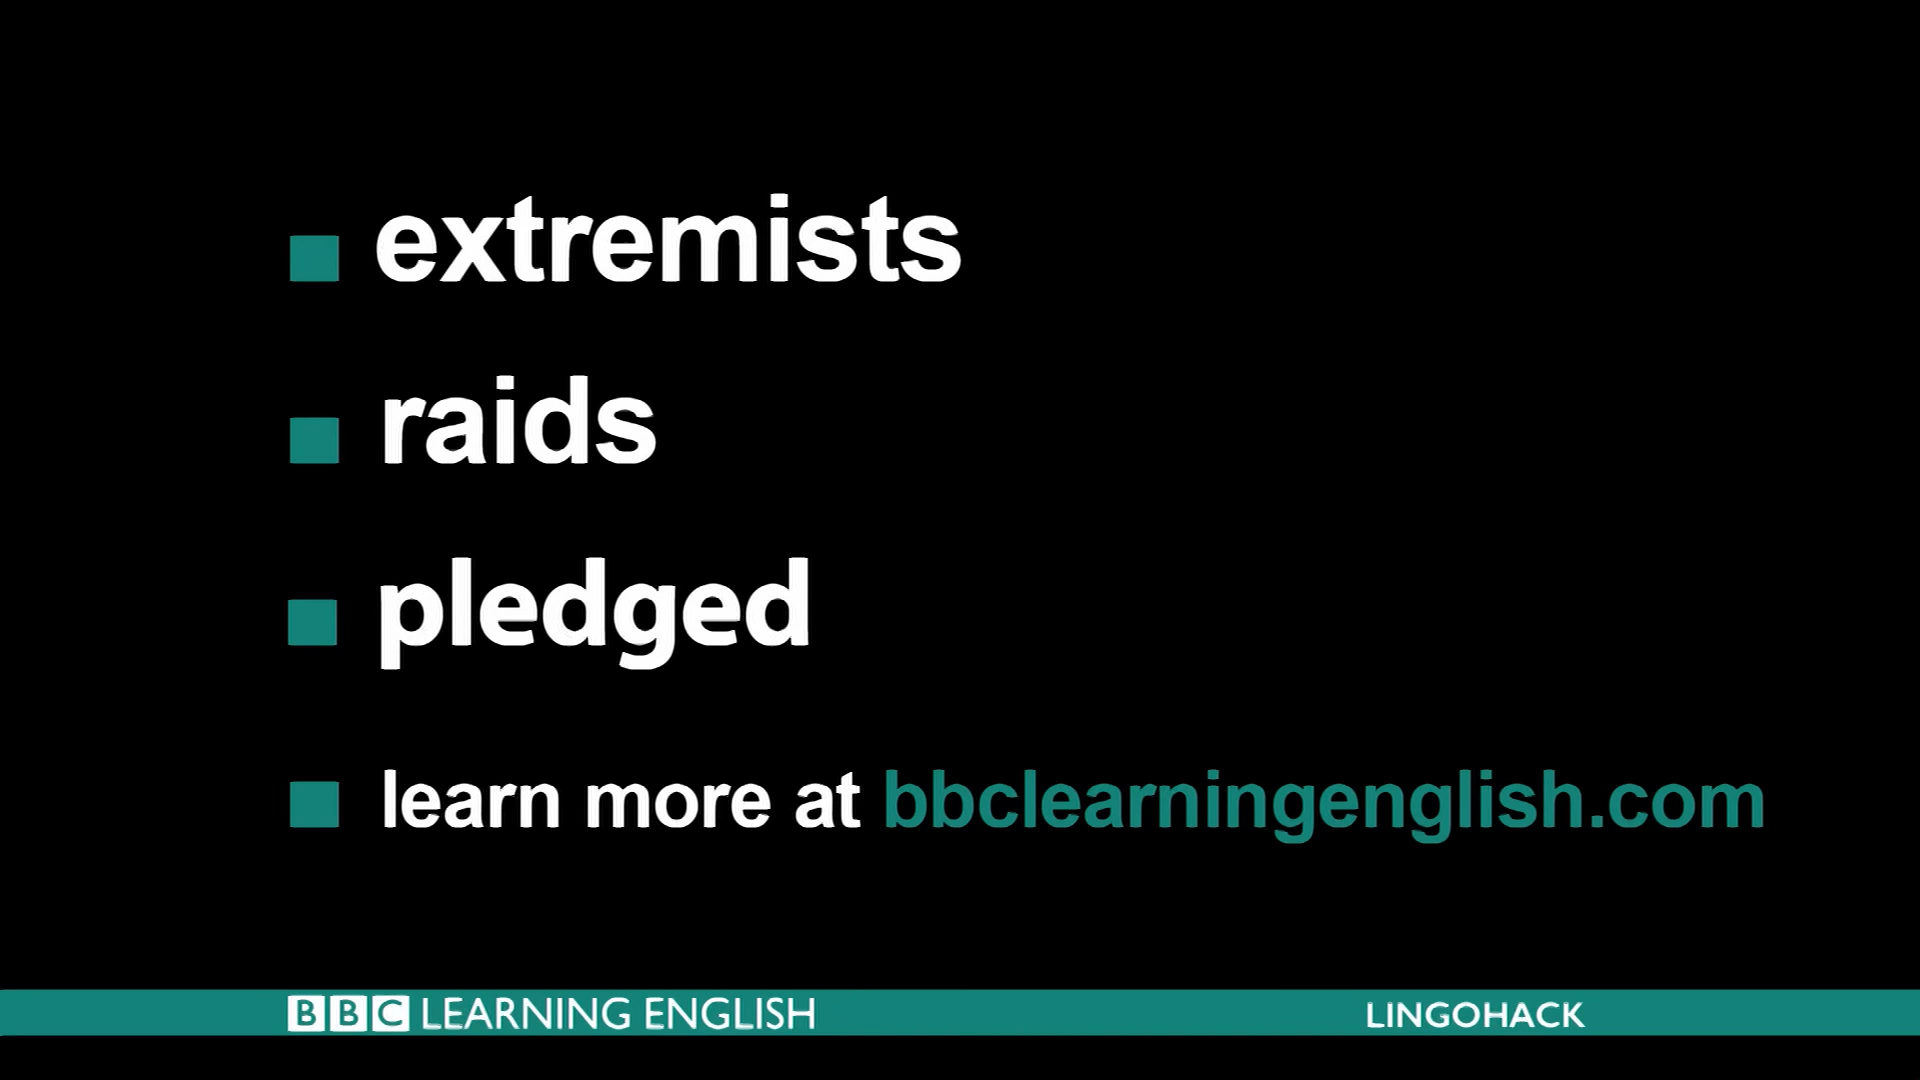 extremists
raids
pledged
learn more at bbclearningenglish.com
BBC LEARNING ENGLISH
LINGOHACK